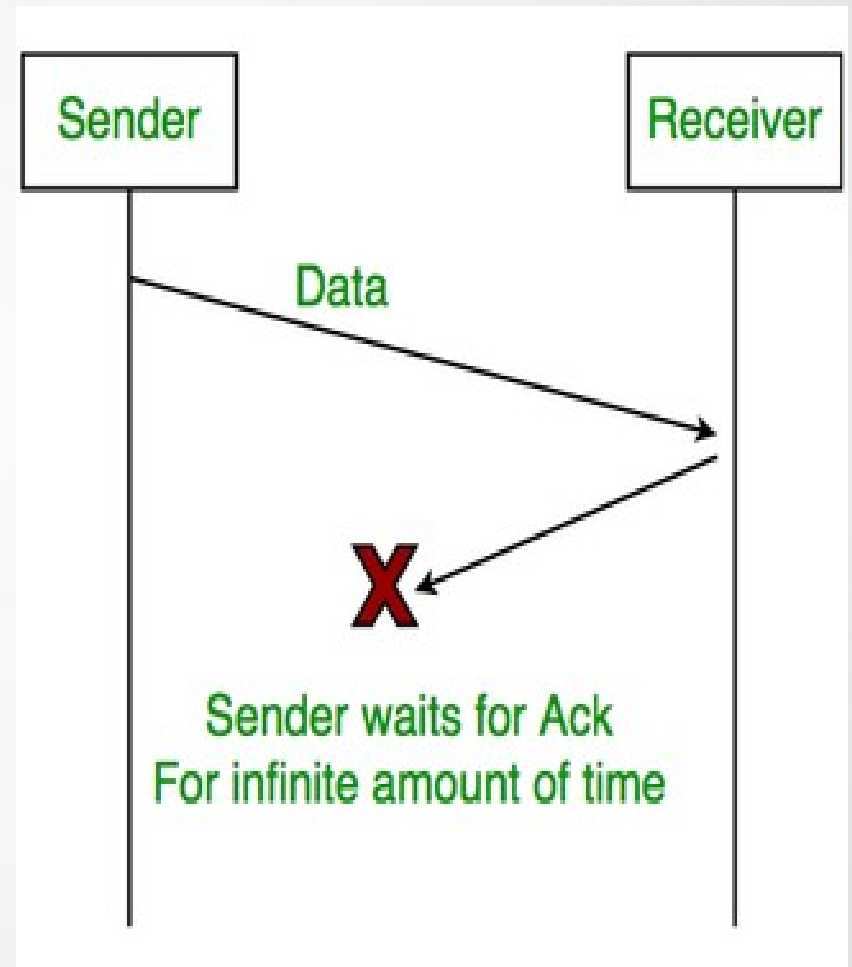 Sender
Receiver
Data
X
Sender waits for Ack
For infinite amount of time